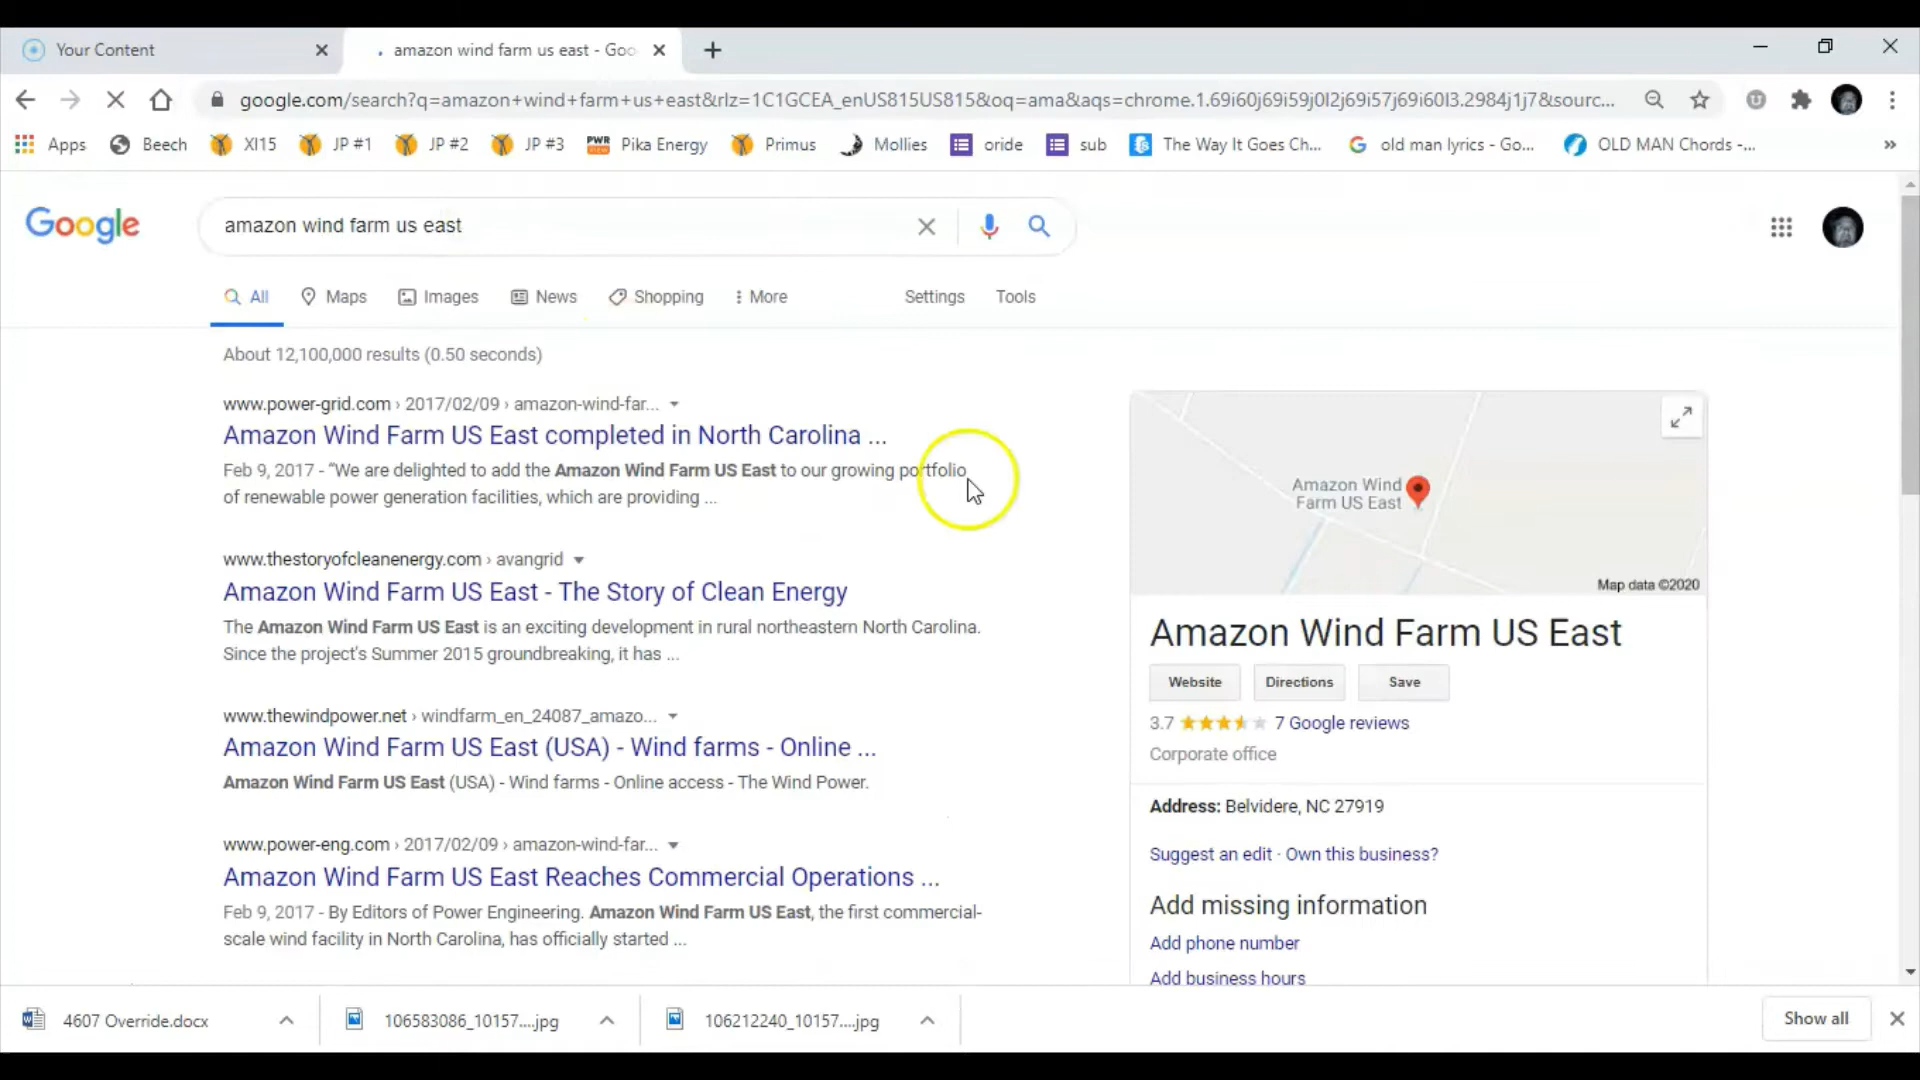 Your Content
amazon wind farm us east - Goo
google.com/search?q=amazon+wind+farm+us+east&rlz=1C1GCEA_enUS815US815&oq=ama&aqs=chrome.1.69i60j69i59j0l2j69i57j69i60l3.2984j1j7&sourc...
Apps Beech XI15 JP #1 JP #2 JP #3 PWR Pika Energy Primus Mollies oride sub The Way It Goes Ch... old man lyrics - Go... OLD MAN Chords -... »
Google amazon wind farm us east
All Maps Images News Shopping More Settings Tools
About 12,100,000 results (0.50 seconds)
www.power-grid.com › 2017/02/09 › amazon-wind-far...
Amazon Wind Farm US East completed in North Carolina ...
Feb 9, 2017 - “We are delighted to add the Amazon Wind Farm US East to our growing portfolio
of renewable power generation facilities, which are providing ...
www.thestoryofcleanenergy.com › avangrid
Amazon Wind Farm US East - The Story of Clean Energy
The Amazon Wind Farm US East is an exciting development in rural northeastern North Carolina.
Since the project's Summer 2015 groundbreaking, it has ...
www.thewindpower.net › windfarm_en_24087_amazo...
Amazon Wind Farm US East (USA) - Wind farms - Online ...
Amazon Wind Farm US East (USA) - Wind farms - Online access - The Wind Power.
www.power-eng.com › 2017/02/09 › amazon-wind-far...
Amazon Wind Farm US East Reaches Commercial Operations ...
Feb 9, 2017 - By Editors of Power Engineering. Amazon Wind Farm US East, the first commercial-
scale wind facility in North Carolina, has officially started ...
Amazon Wind
Farm US East
Map data ©2020
Amazon Wind Farm US East
Website Directions Save
3.7 7 Google reviews
Corporate office
Address: Belvidere, NC 27919
Suggest an edit · Own this business?
Add missing information
Add phone number
Add business hours
4607 Override.docx 106583086_10157....jpg 106212240_10157....jpg Show all